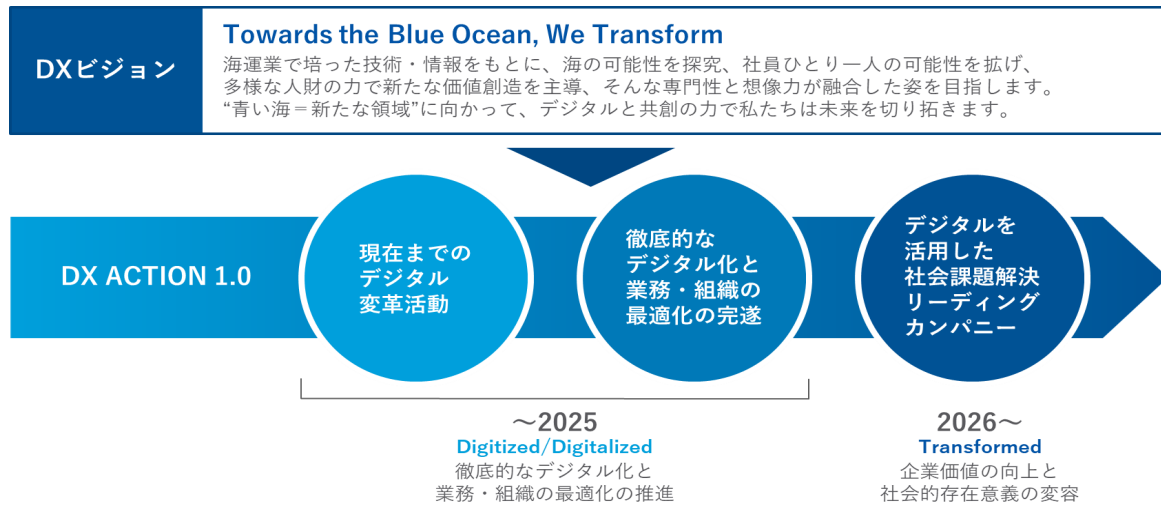 DXビジョン
Towards the Blue Ocean, We Transform
海運業で培った技術・情報をもとに、海の可能性を探究、社員ひとり一人の可能性を拡げ、
多様な人財の力で新たな価値創造を主導、そんな専門性と想像力が融合した姿を目指します。
“青い海＝新たな領域”に向かって、デジタルと共創の力で私たちは未来を切り拓きます。
DX ACTION 1.0
現在までの
デジタル
変革活動
徹底的な
デジタル化と
業務・組織の
最適化の完遂
デジタルを
活用した
社会課題解決
リーディング
カンパニー
～2025
Digitized/Digitalized
徹底的なデジタル化と
業務・組織の最適化の推進
2026～
Transformed
企業価値の向上と
社会的存在意義の変容